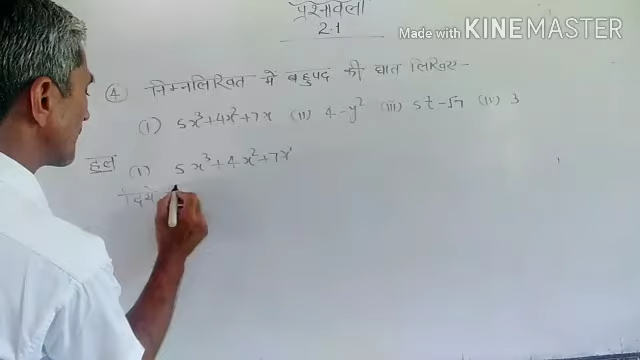 प्रश्नावली
2.1
Made with KINEMASTER
④ निम्नलिखित मे बहुपद की घात लिखिए -
(i) 5x³+4x²+7x (ii) 4-y² (iii) 5t-√7 (iv) 3
हल (i) 5x³+4x²+7x¹
दिये